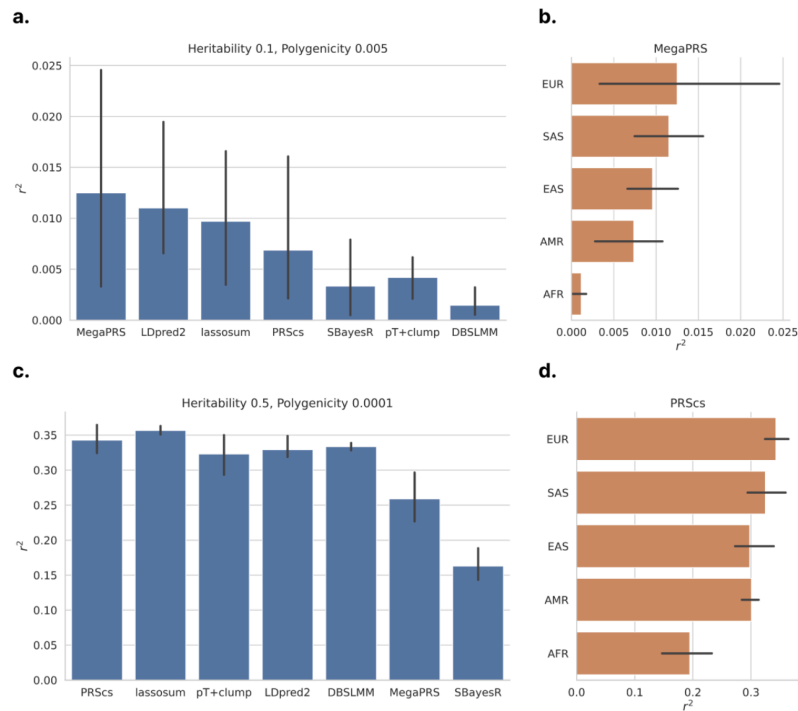 a.
Heritability 0.1, Polygenicity 0.005
0.025
0.020
0.015
0.010
0.005
0.000
r²
MegaPRS LDpred2 lassosum PRScs SBayesR pT+clump DBSLMM
b.
MegaPRS
EUR
SAS
EAS
AMR
AFR
0.000 0.005 0.010 0.015 0.020 0.025
r²
c.
Heritability 0.5, Polygenicity 0.0001
0.35
0.30
0.25
0.20
0.15
0.10
0.05
0.00
r²
PRScs lassosum pT+clump LDpred2 DBSLMM MegaPRS SBayesR
d.
PRScs
EUR
SAS
EAS
AMR
AFR
0.0 0.1 0.2 0.3
r²